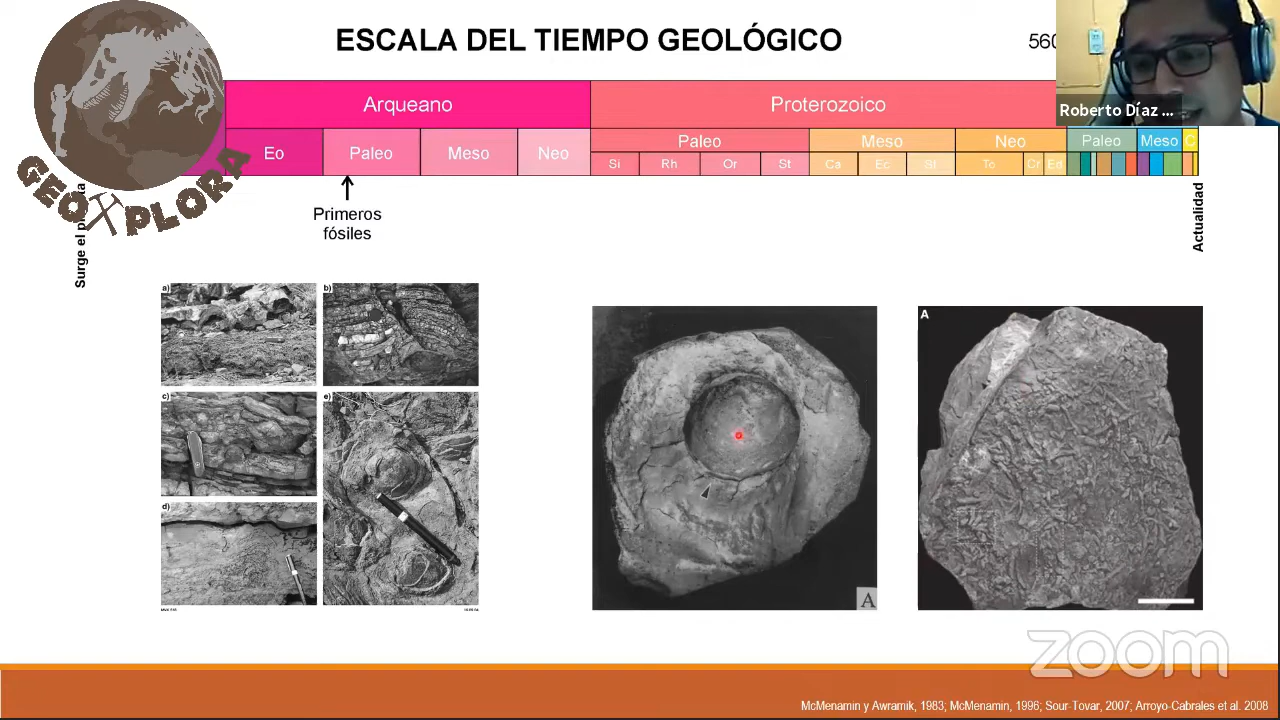 ESCALA DEL TIEMPO GEOLÓGICO
560
Roberto Díaz ...
GEOXPLORA
Arqueano
Proterozoico
Eo
Paleo
Meso
Neo
Paleo
Meso
Neo
Paleo
Meso
C
Si
Rh
Or
St
Ca
Ec
St
To
Cr
Ed
Primeros
fósiles
Surge el
Actualidad
a)
b)
c)
d)
e)
A
A
zoom
McMenamin y Awramik, 1983; McMenamin, 1996; Sour-Tovar, 2007; Arroyo-Cabrales et al. 2008